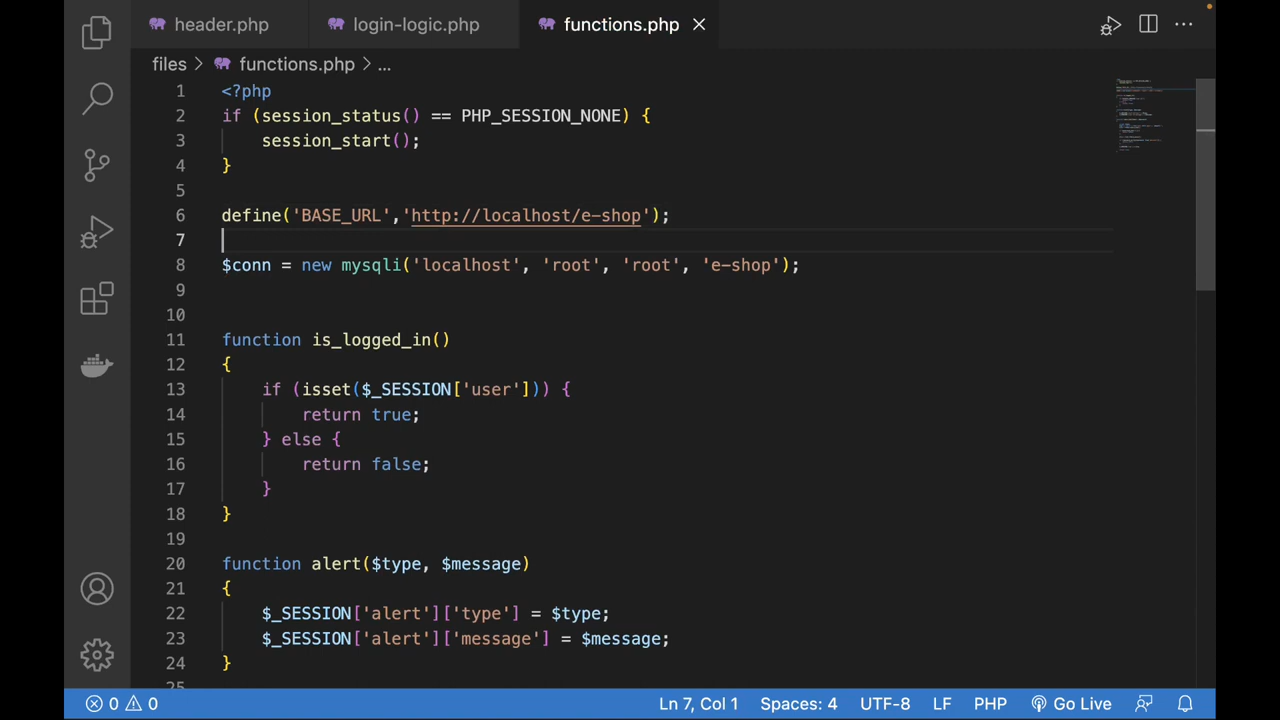 header.php login-logic.php functions.php
files > functions.php > ...
1 <?php
2 if (session_status() == PHP_SESSION_NONE) {
3 session_start();
4 }
5
6 define('BASE_URL','http://localhost/e-shop');
7
8 $conn = new mysqli('localhost', 'root', 'root', 'e-shop');
9
10
11 function is_logged_in()
12 {
13 if (isset($_SESSION['user'])) {
14 return true;
15 } else {
16 return false;
17 }
18 }
19
20 function alert($type, $message)
21 {
22 $_SESSION['alert']['type'] = $type;
23 $_SESSION['alert']['message'] = $message;
24 }
25
0 0 Ln 7, Col 1 Spaces: 4 UTF-8 LF PHP Go Live